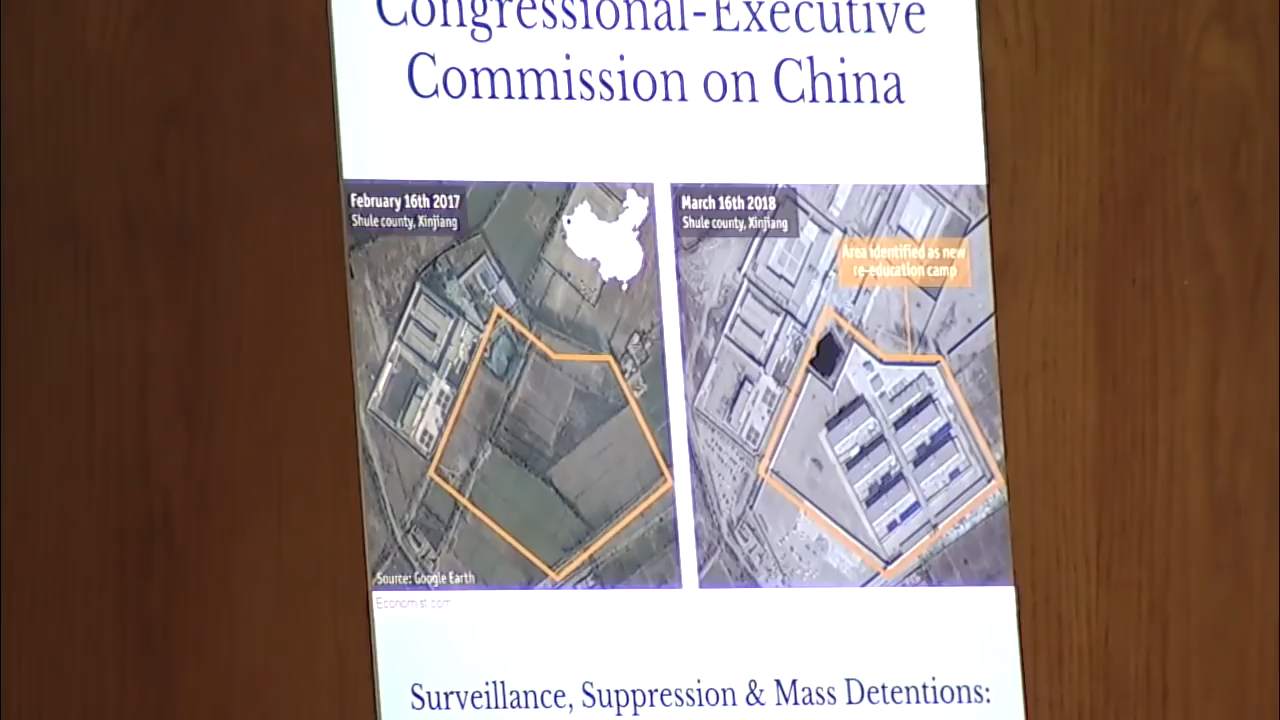 Congressional-Executive
Commission on China
February 16th 2017
Shule county, Xinjiang
March 16th 2018
Shule county, Xinjiang
Area identified as new
re-education camp
Source: Google Earth
Economist.com
Surveillance, Suppression & Mass Detentions: